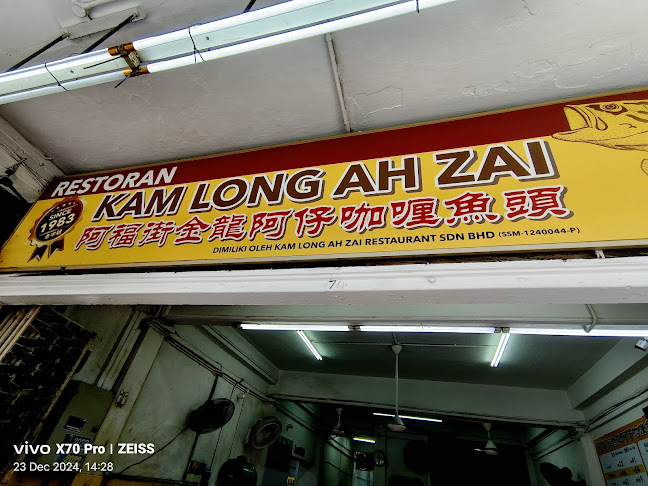 RESTORAN
KAM LONG AH ZAI
SINCE
1983
阿福街金龍阿仔咖喱魚頭
DIMILIKI OLEH KAM LONG AH ZAI RESTAURANT SDN BHD (SSM-1240044-P)
vivo X70 Pro | ZEISS
23 Dec 2024, 14:28